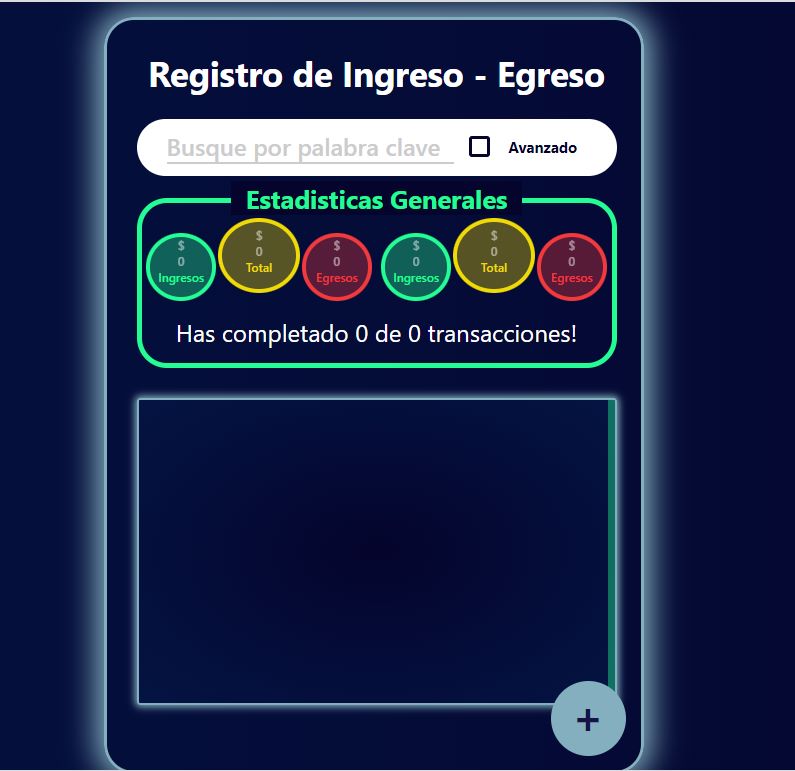 Registro de Ingreso - Egreso
Busque por palabra clave
Avanzado
Estadisticas Generales
$
0
Ingresos
$
0
Total
$
0
Egresos
$
0
Ingresos
$
0
Total
$
0
Egresos
Has completado 0 de 0 transacciones!
+